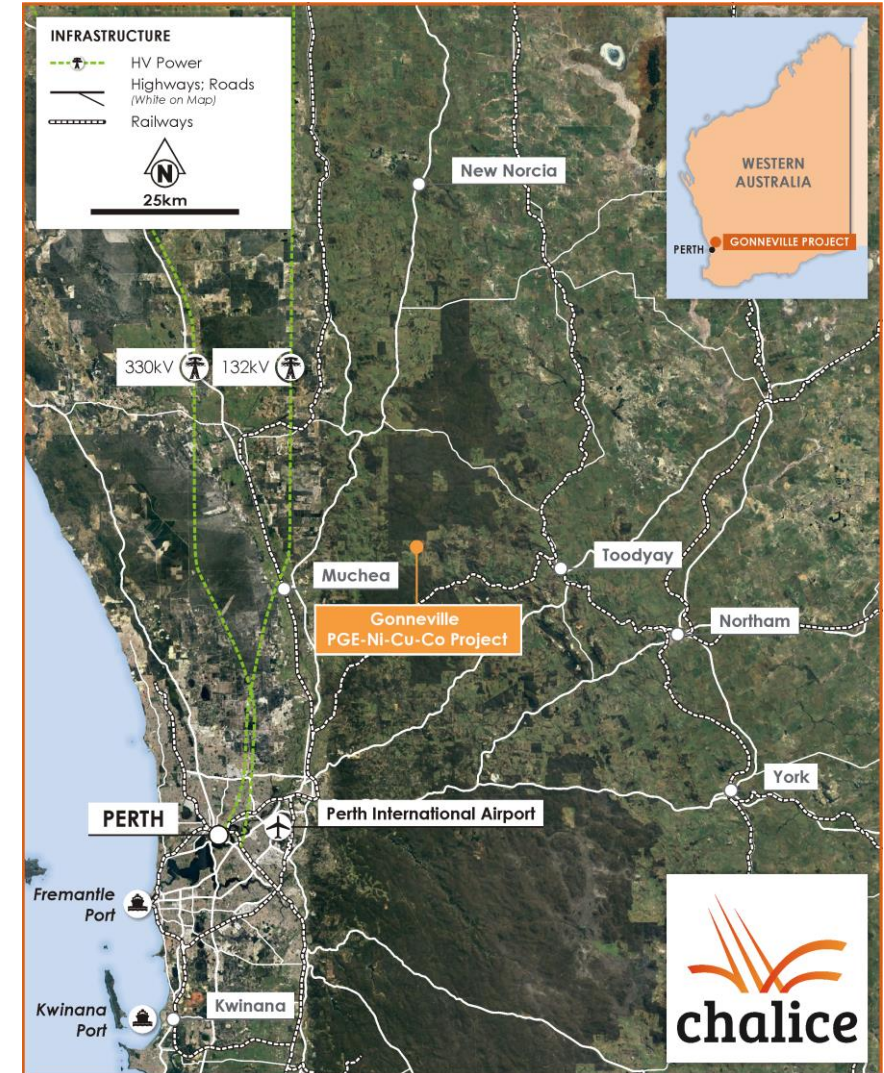 INFRASTRUCTURE
HV Power
Highways; Roads
(White on Map)
Railways
N
25km
New Norcia
WESTERN
AUSTRALIA
PERTH
GONNEVILLE PROJECT
330kV
132kV
Muchea
Toodyay
Gonneville
PGE-Ni-Cu-Co Project
Northam
York
PERTH
Perth International Airport
Fremantle
Port
Kwinana
Port
Kwinana
chalice